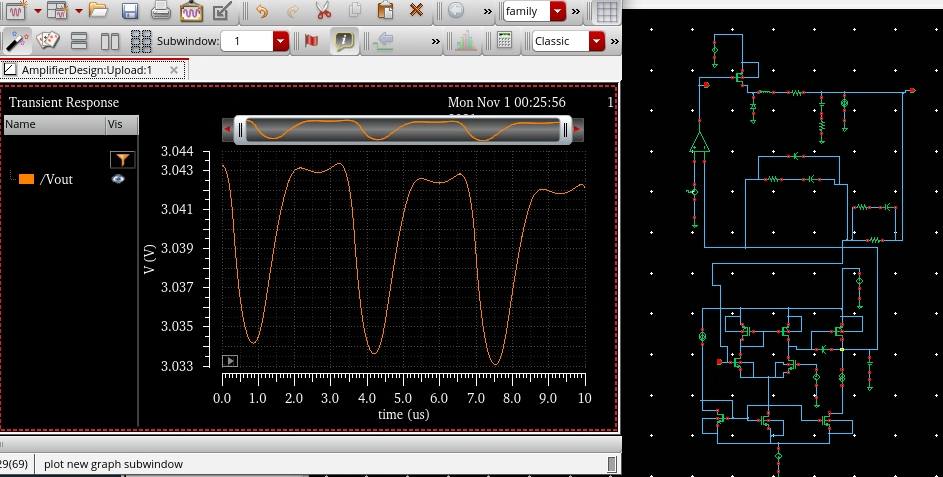 family
Subwindow: 1
Classic
AmplifierDesign:Upload:1
Transient Response
Mon Nov 1 00:25:56
1
Name Vis
/Vout
3.044
3.043
3.041
3.039
3.037
3.035
3.033
V (V)
0.0 1.0 2.0 3.0 4.0 5.0 6.0 7.0 8.0 9.0 10
time (us)
29(69) plot new graph subwindow